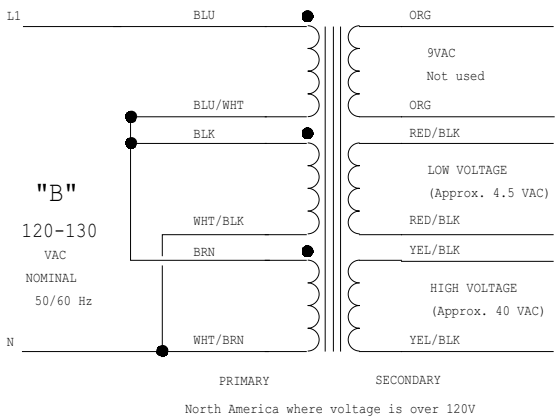 L1
BLU
ORG
9VAC
Not used
BLU/WHT
ORG
BLK
RED/BLK
"B"
LOW VOLTAGE
(Approx. 4.5 VAC)
120-130
WHT/BLK
RED/BLK
VAC
BRN
YEL/BLK
NOMINAL
50/60 Hz
HIGH VOLTAGE
(Approx. 40 VAC)
N
WHT/BRN
YEL/BLK
PRIMARY
SECONDARY
North America where voltage is over 120V